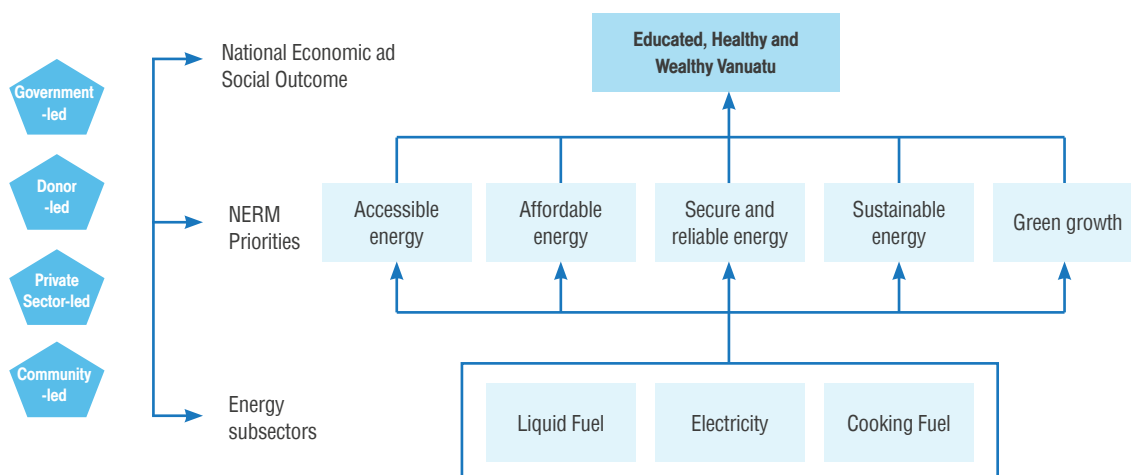 Government
-led
Donor
-led
Private
Sector-led
Community
-led
National Economic ad
Social Outcome
Educated, Healthy and
Wealthy Vanuatu
NERM
Priorities
Accessible
energy
Affordable
energy
Secure and
reliable energy
Sustainable
energy
Green growth
Energy
subsectors
Liquid Fuel
Electricity
Cooking Fuel